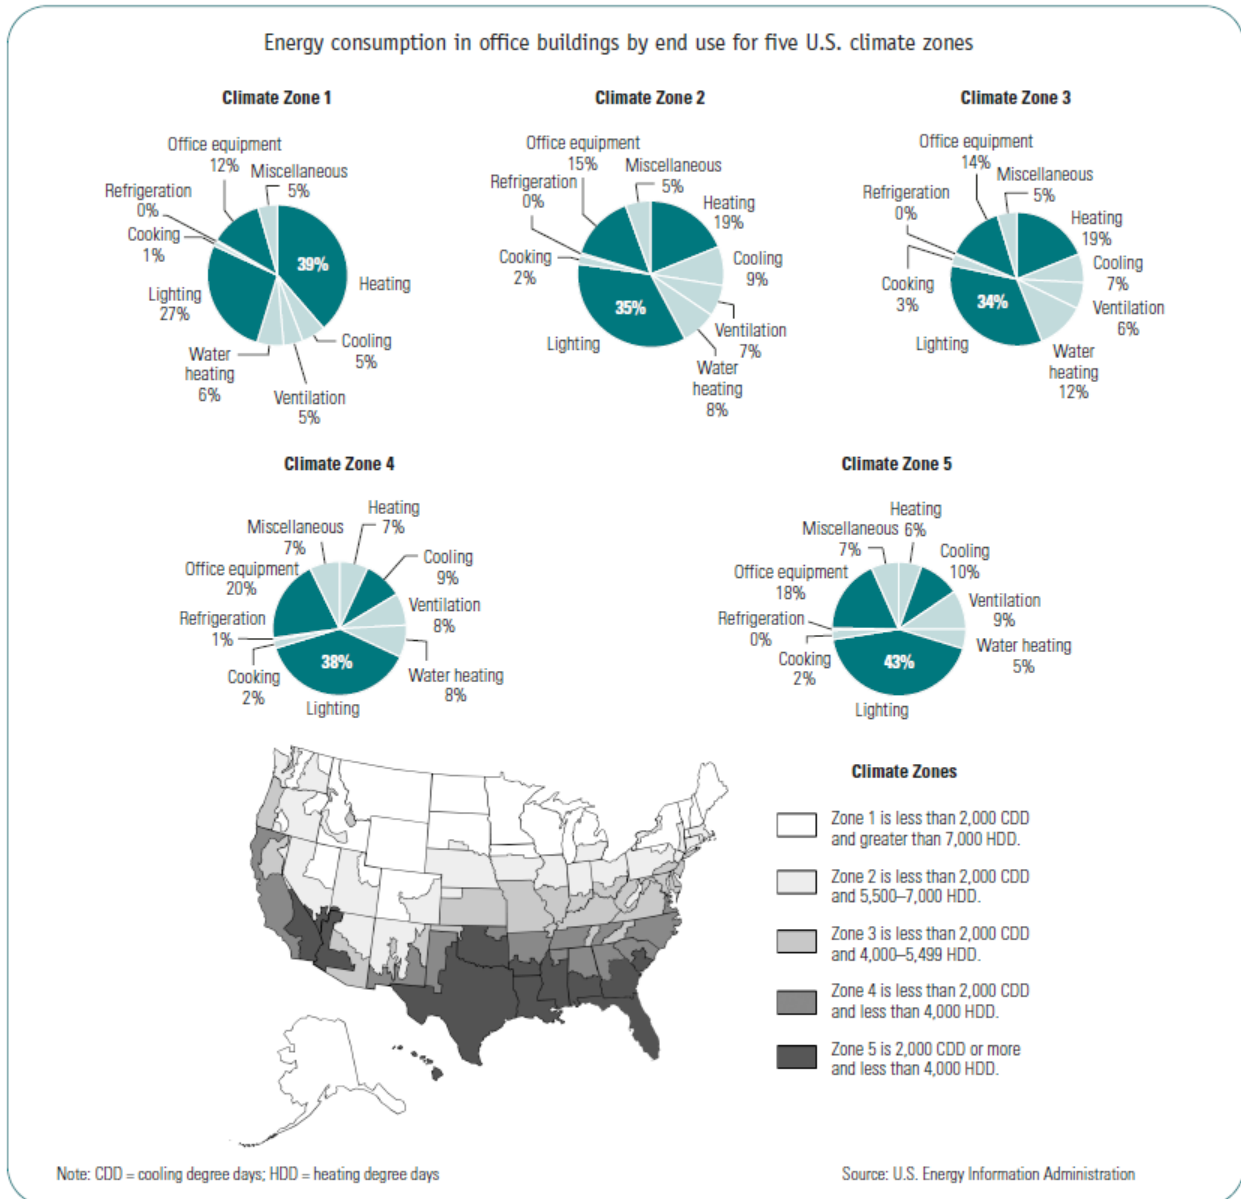 Energy consumption in office buildings by end use for five U.S. climate zones
Climate Zone 1
Office equipment
12%
Miscellaneous
5%
Refrigeration
0%
Cooking
1%
39%
Heating
Lighting
27%
Cooling
5%
Water
heating
6%
Ventilation
5%
Climate Zone 2
Office equipment
15%
Miscellaneous
5%
Refrigeration
0%
Heating
19%
Cooking
2%
Cooling
9%
35%
Lighting
Ventilation
7%
Water
heating
8%
Climate Zone 3
Office equipment
14%
Miscellaneous
5%
Refrigeration
0%
Heating
19%
Cooking
3%
Cooling
7%
34%
Ventilation
6%
Lighting
Water
heating
12%
Climate Zone 4
Heating
7%
Miscellaneous
7%
Cooling
9%
Office equipment
20%
Ventilation
8%
Refrigeration
1%
38%
Cooking
2%
Water heating
8%
Lighting
Climate Zone 5
Heating
6%
Miscellaneous
7%
Cooling
10%
Office equipment
18%
Ventilation
9%
Refrigeration
0%
Water heating
5%
Cooking
2%
43%
Lighting
Climate Zones
Zone 1 is less than 2,000 CDD
and greater than 7,000 HDD.
Zone 2 is less than 2,000 CDD
and 5,500–7,000 HDD.
Zone 3 is less than 2,000 CDD
and 4,000–5,499 HDD.
Zone 4 is less than 2,000 CDD
and less than 4,000 HDD.
Zone 5 is 2,000 CDD or more
and less than 4,000 HDD.
Note: CDD = cooling degree days; HDD = heating degree days
Source: U.S. Energy Information Administration